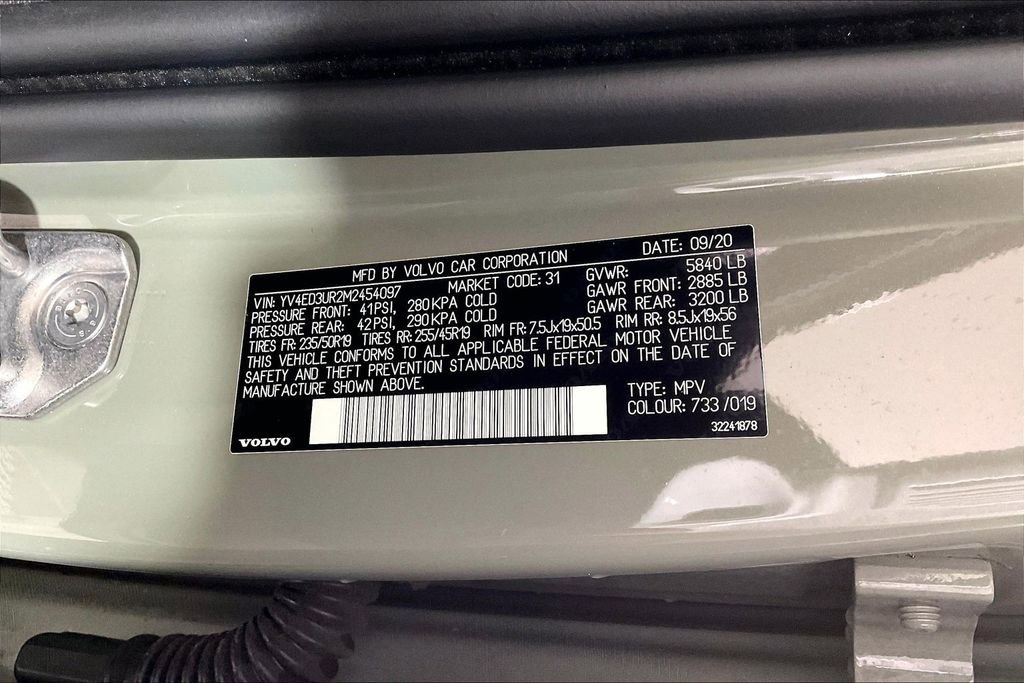 MFD BY VOLVO CAR CORPORATION DATE: 09/20
VIN: YV4ED3UR2M2454097 MARKET CODE: 31 GVWR: 5840 LB
PRESSURE FRONT: 41PSI, 280KPA COLD GAWR FRONT: 2885 LB
PRESSURE REAR: 42PSI, 290KPA COLD GAWR REAR: 3200 LB
TIRES FR: 235/50R19 TIRES RR: 255/45R19 RIM FR: 7.5Jx19x50.5 RIM RR: 8.5Jx19x56
THIS VEHICLE CONFORMS TO ALL APPLICABLE FEDERAL MOTOR VEHICLE
SAFETY AND THEFT PREVENTION STANDARDS IN EFFECT ON THE DATE OF
MANUFACTURE SHOWN ABOVE.
TYPE: MPV
COLOUR: 733 /019
VOLVO
32241878